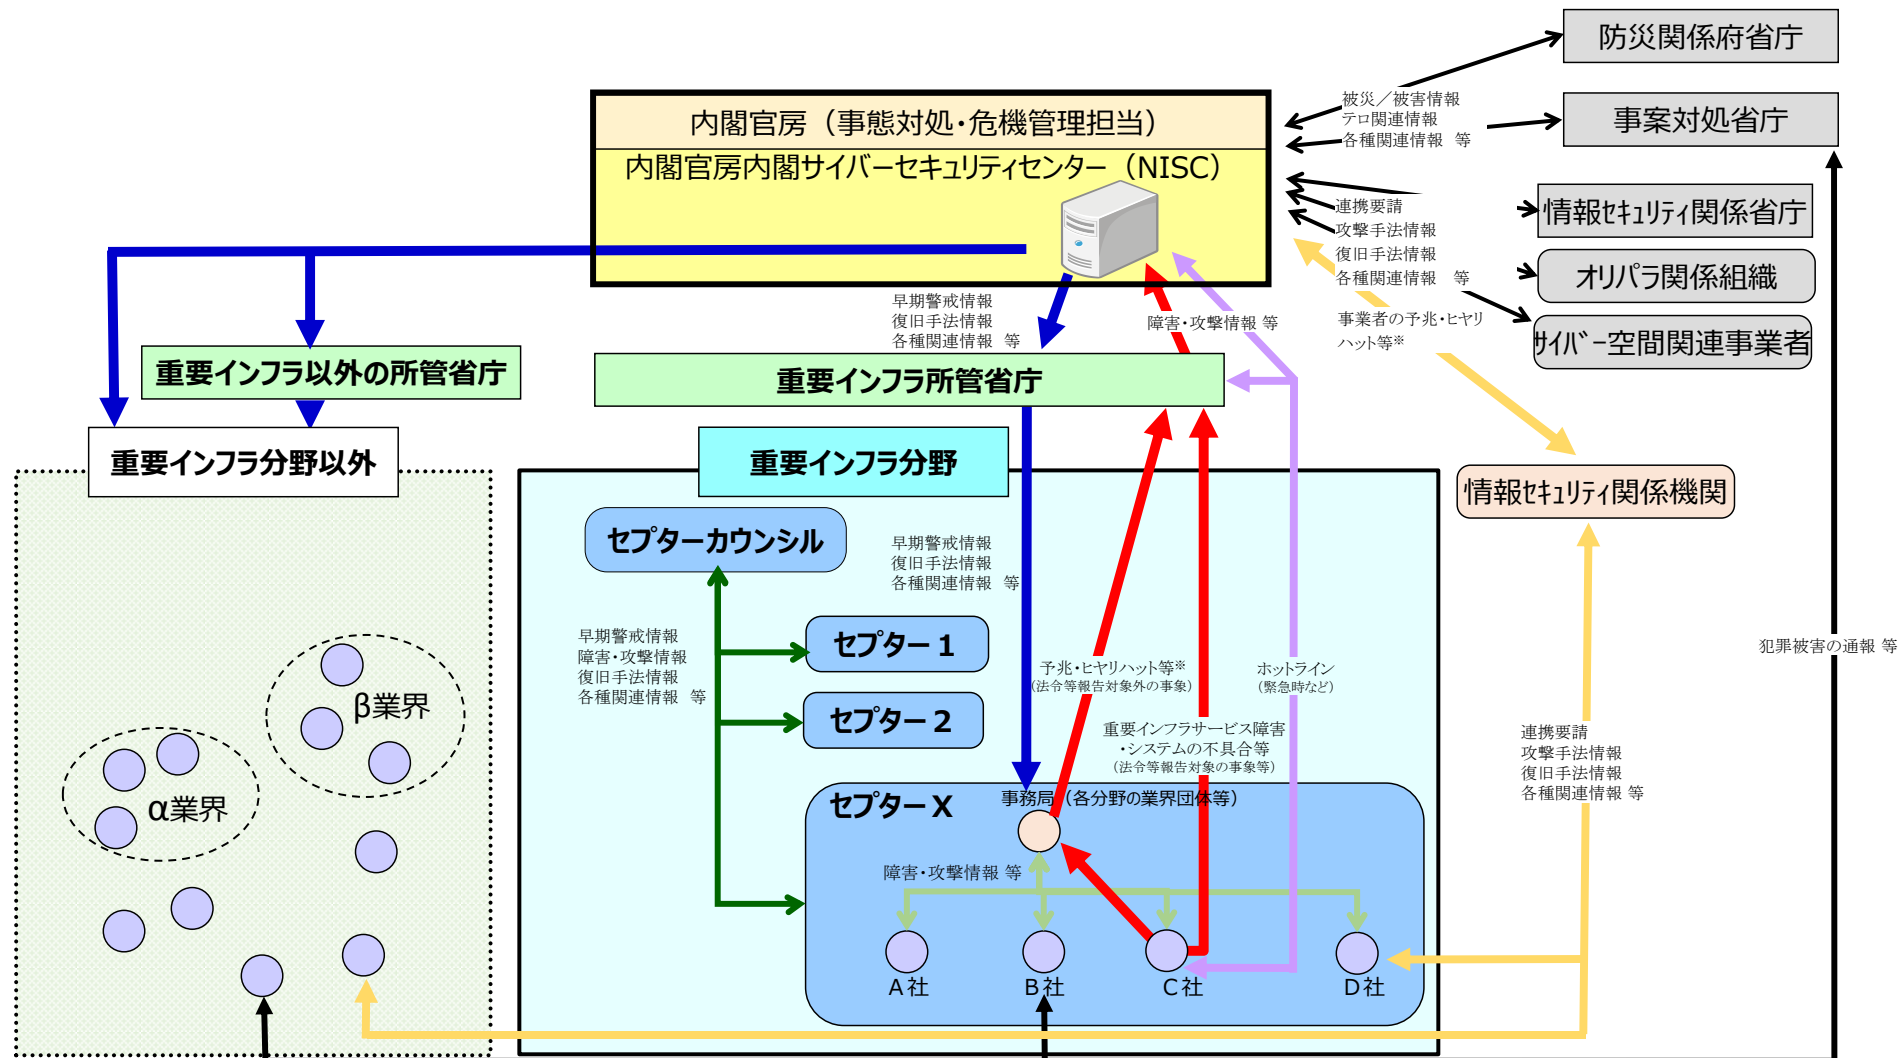 防災関係府省庁
内閣官房（事態対処・危機管理担当）
被災／被害情報
テロ関連情報
各種関連情報　等
事案対処省庁
内閣官房内閣サイバーセキュリティセンター（NISC）
連携要請
攻撃手法情報
復旧手法情報
各種関連情報　等
情報ｾｷｭﾘﾃｨ関係省庁
オリパラ関係組織
早期警戒情報
復旧手法情報
各種関連情報　等
障害・攻撃情報 等
事業者の予兆・ヒヤリ
ハット等※
ｻｲﾊﾞｰ空間関連事業者
重要インフラ以外の所管省庁
重要インフラ所管省庁
重要インフラ分野以外
重要インフラ分野
情報ｾｷｭﾘﾃｨ関係機関
セプターカウンシル
早期警戒情報
復旧手法情報
各種関連情報　等
早期警戒情報
障害・攻撃情報
復旧手法情報
各種関連情報　等
セプター１
セプター２
予兆・ヒヤリハット等※
（法令等報告対象外の事象）
ホットライン
（緊急時など）
犯罪被害の通報 等
β業界
α業界
重要インフラサービス障害
・システムの不具合等
（法令等報告対象の事象等）
連携要請
攻撃手法情報
復旧手法情報
各種関連情報 等
セプターX
事務局（各分野の業界団体等）
障害・攻撃情報 等
A社
B社
C社
D社